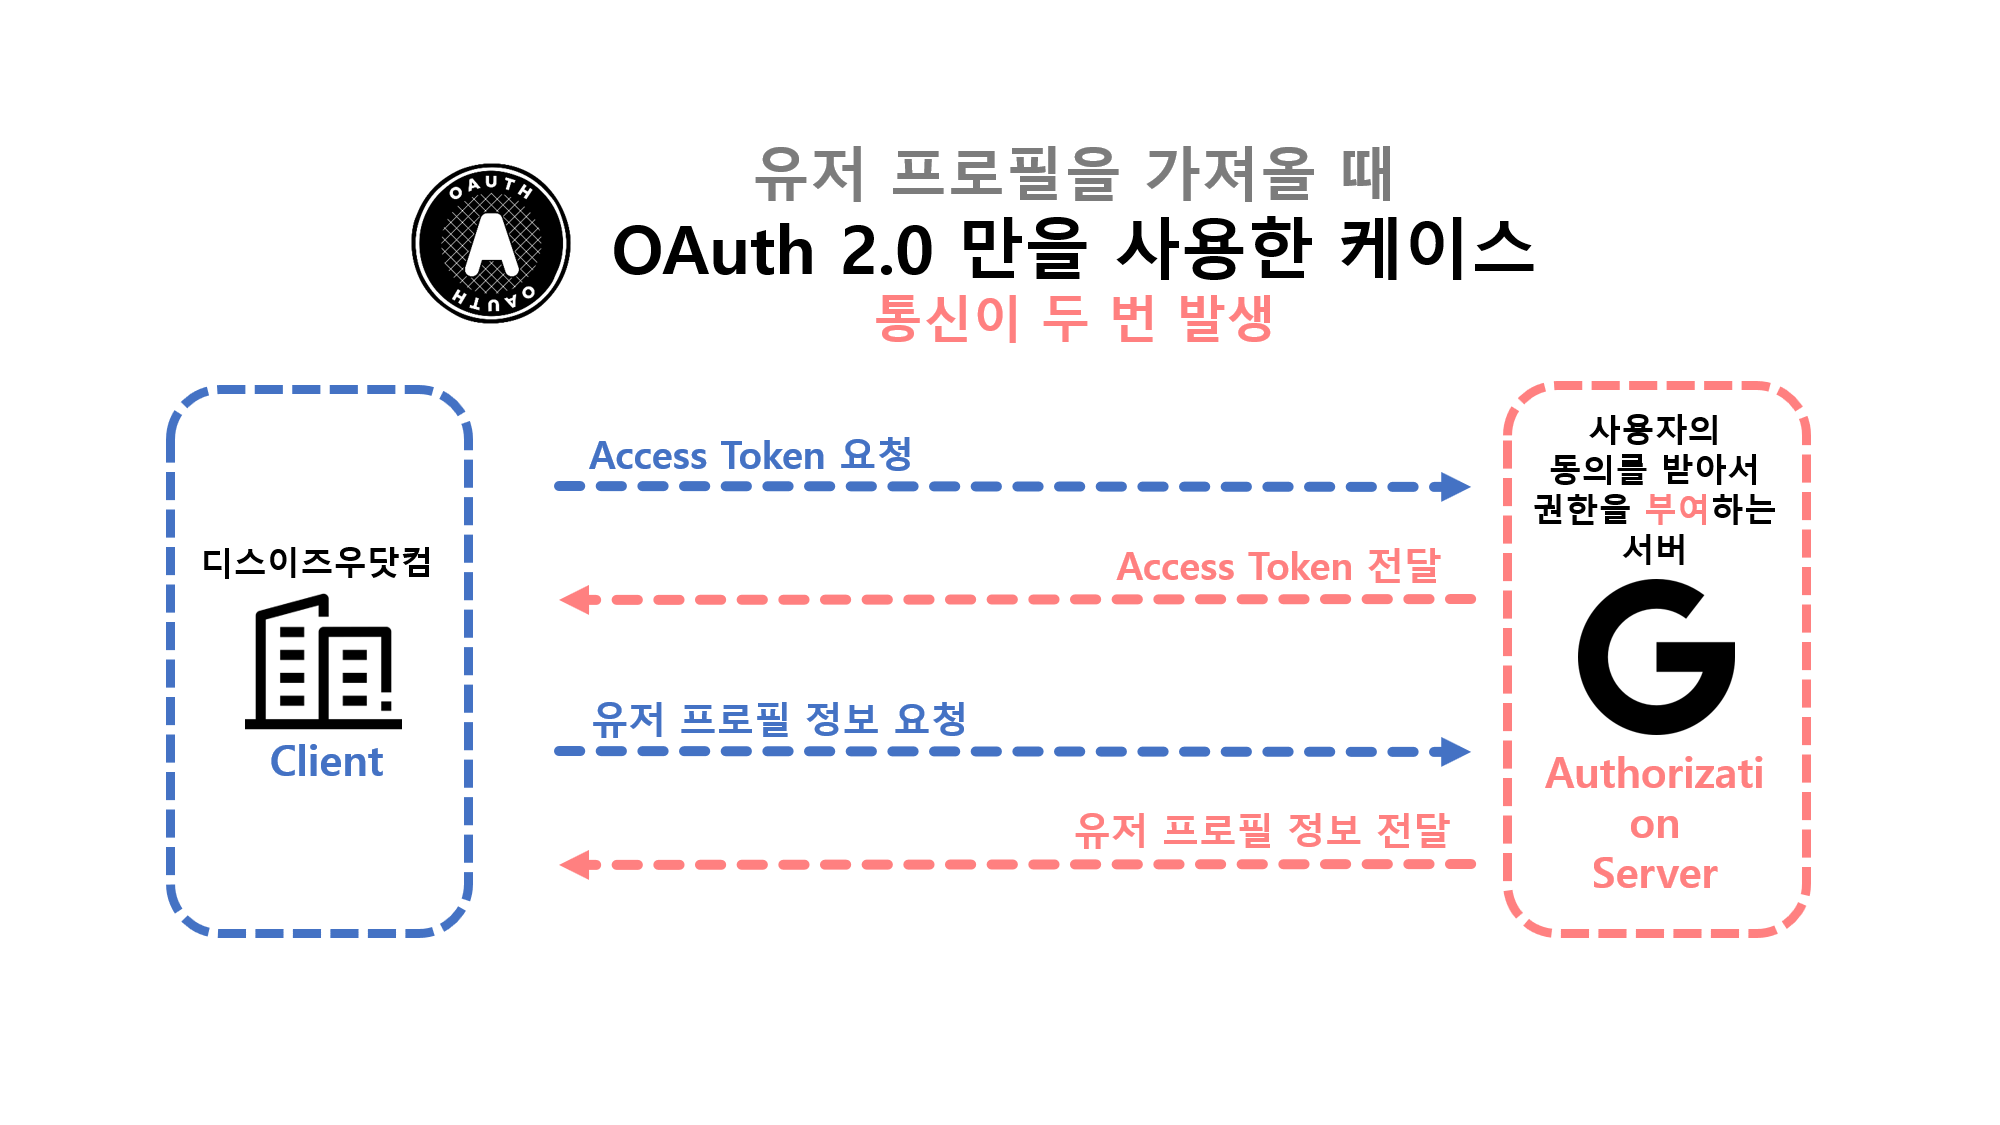 유저 프로필을 가져올 때
OAuth 2.0 만을 사용한 케이스
통신이 두 번 발생
OAUTH
A
OAUTH
디스이즈우닷컴
Client
Access Token 요청
Access Token 전달
유저 프로필 정보 요청
유저 프로필 정보 전달
사용자의
동의를 받아서
권한을 부여하는
서버
G
Authorizati
on
Server